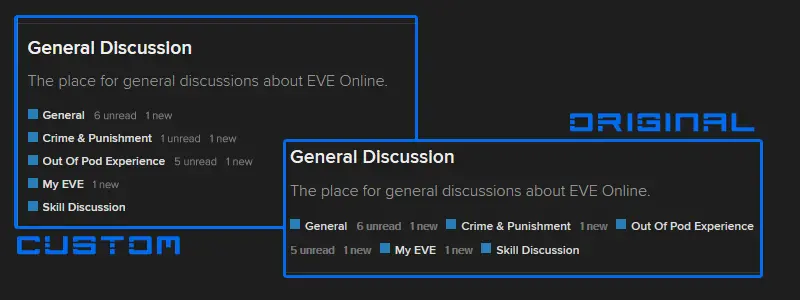 General Discussion
The place for general discussions about EVE Online.
General 6 unread 1 new
Crime & Punishment 1 unread 1 new
Out Of Pod Experience 5 unread 1 new
My EVE 1 new
Skill Discussion
CUSTOM
ORIGINAL
General Discussion
The place for general discussions about EVE Online.
General 6 unread 1 new Crime & Punishment 1 new Out Of Pod Experience
5 unread 1 new My EVE 1 new Skill Discussion